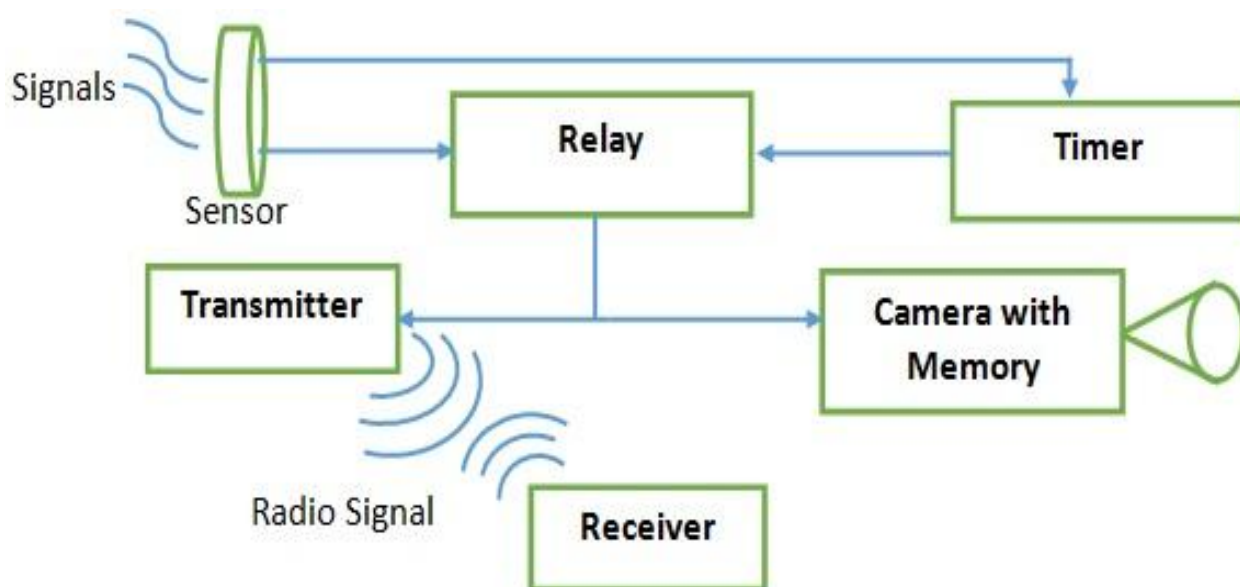 Signals
Sensor
Relay
Timer
Transmitter
Camera with
Memory
Radio Signal
Receiver